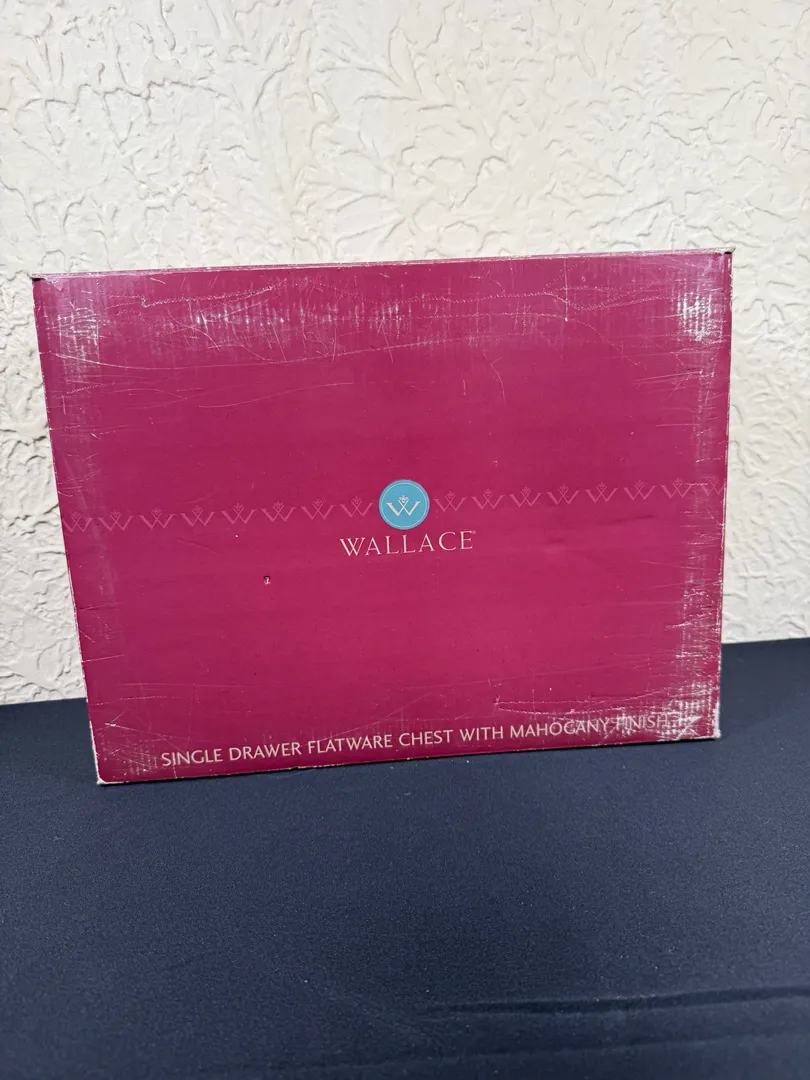 WALLACE®
SINGLE DRAWER FLATWARE CHEST WITH MAHOGANY FINISH